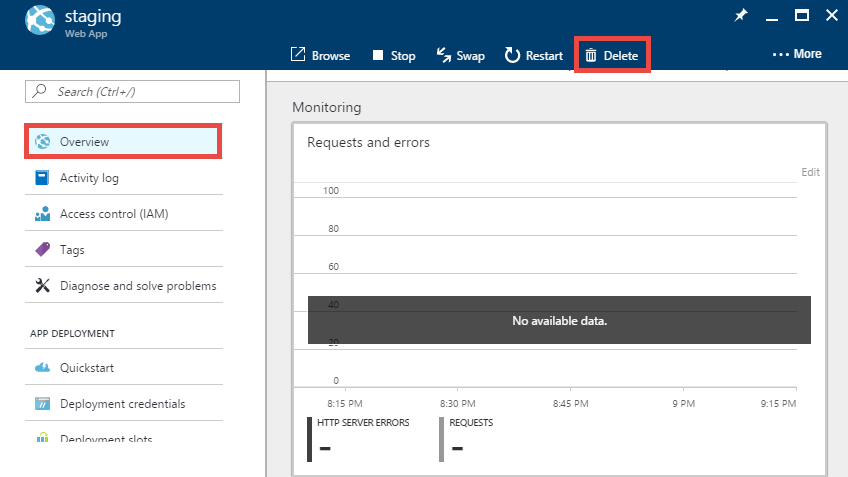 staging
Web App
Browse
Stop
Swap
Restart
Delete
More
Search (Ctrl+/)
Overview
Activity log
Access control (IAM)
Tags
Diagnose and solve problems
APP DEPLOYMENT
Quickstart
Deployment credentials
Deployment slots
Monitoring
Requests and errors
Edit
100
80
60
40
No available data.
20
0
8:15 PM 8:30 PM 8:45 PM 9 PM 9:15 PM
HTTP SERVER ERRORS REQUESTS
-- --